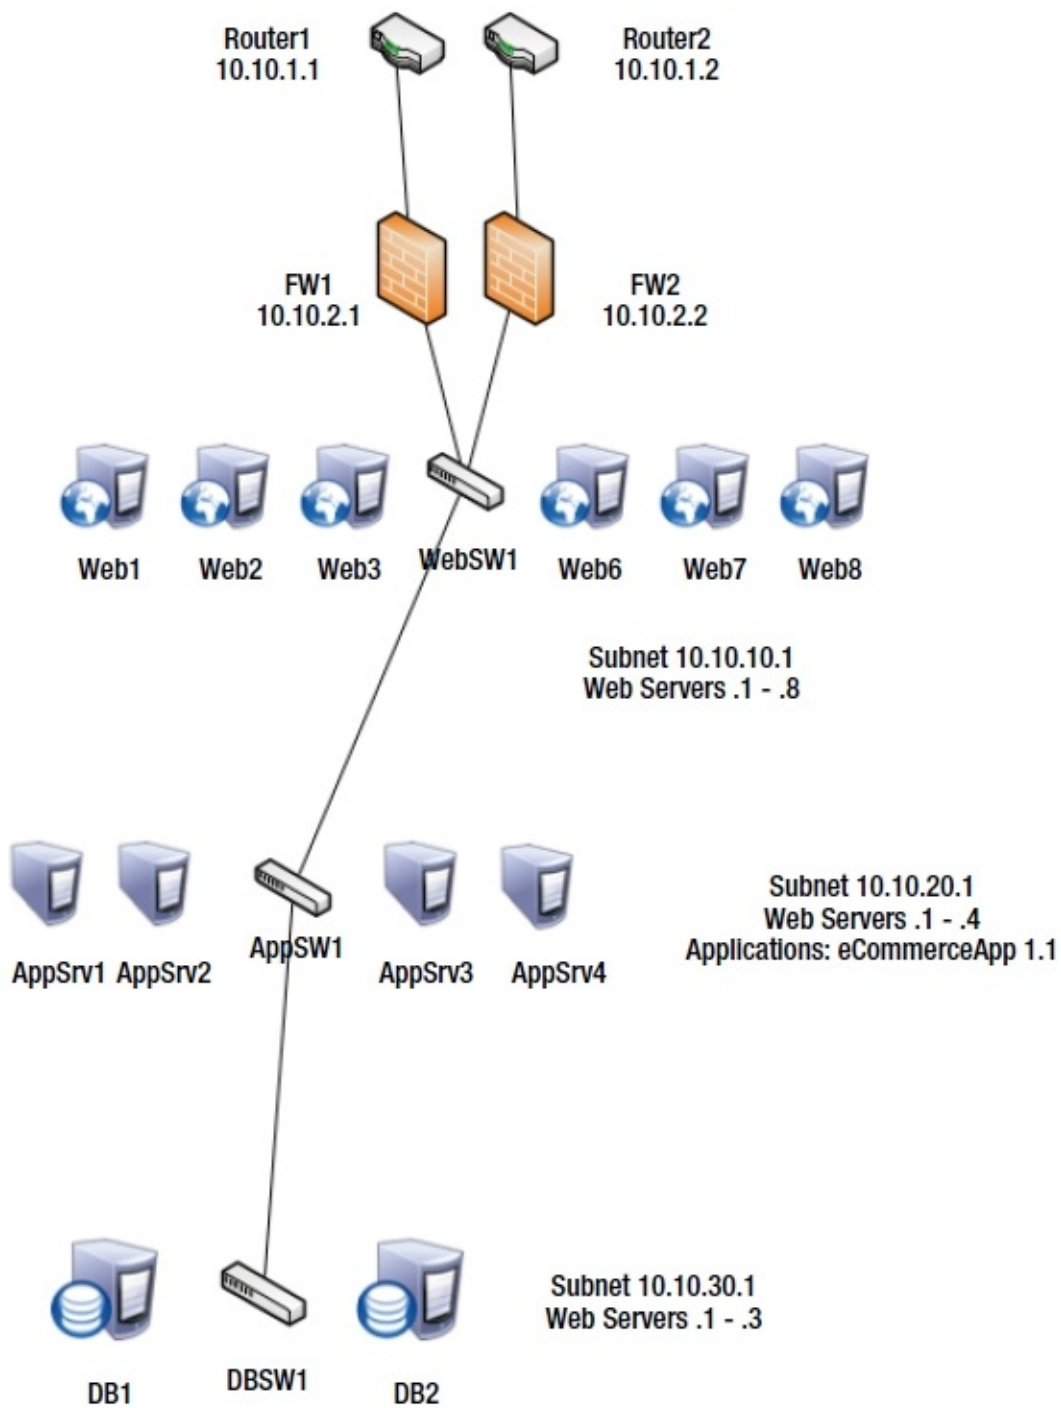 Router1
10.10.1.1
Router2
10.10.1.2
FW1
10.10.2.1
FW2
10.10.2.2
Web1
Web2
Web3
WebSW1
Web6
Web7
Web8
Subnet 10.10.10.1
Web Servers .1 - .8
AppSrv1
AppSrv2
AppSW1
AppSrv3
AppSrv4
Subnet 10.10.20.1
Web Servers .1 - .4
Applications: eCommerceApp 1.1
DB1
DBSW1
DB2
Subnet 10.10.30.1
Web Servers .1 - .3